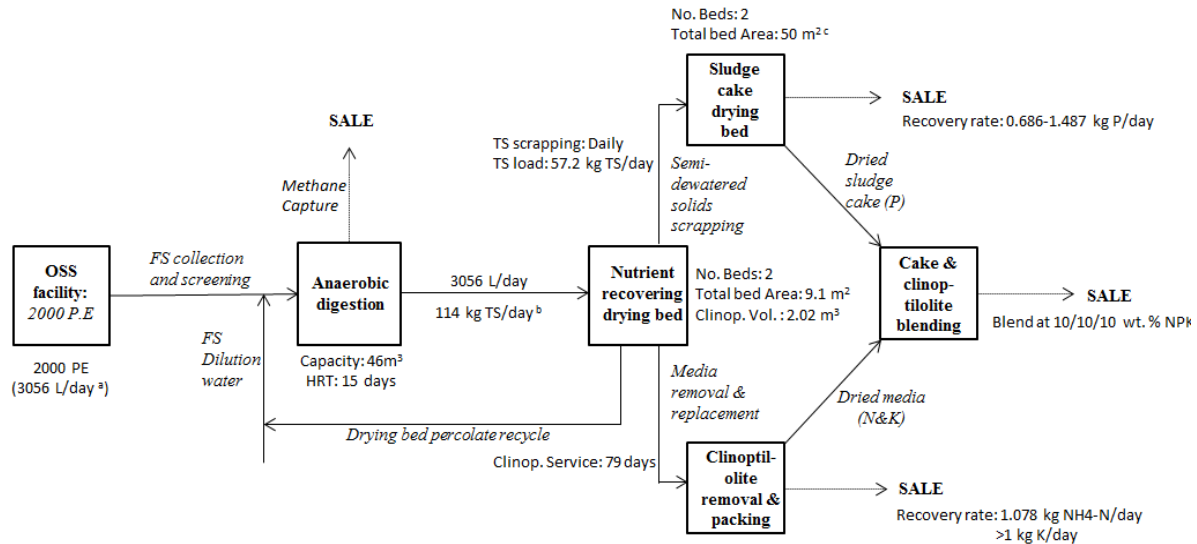 No. Beds: 2
Total bed Area: 50 m² ᶜ
Sludge
cake
drying
bed
SALE
Recovery rate: 0.686-1.487 kg P/day
SALE
TS scrapping: Daily
TS load: 57.2 kg TS/day
Semi-
dewatered
solids
scrapping
Dried
sludge
cake (P)
Methane
Capture
OSS
facility:
2000 P.E
2000 PE
(3056 L/day ᵃ)
FS collection
and screening
FS
Dilution
water
Anaerobic
digestion
Capacity: 46m³
HRT: 15 days
3056 L/day
114 kg TS/day ᵇ
Nutrient
recovering
drying bed
No. Beds: 2
Total bed Area: 9.1 m²
Clinop. Vol. : 2.02 m³
Cake &
clinop-
tilolite
blending
SALE
Blend at 10/10/10 wt. % NPK
Media
removal &
replacement
Dried media
(N&K)
Drying bed percolate recycle
Clinop. Service: 79 days
Clinoptil-
olite
removal &
packing
SALE
Recovery rate: 1.078 kg NH4-N/day
>1 kg K/day